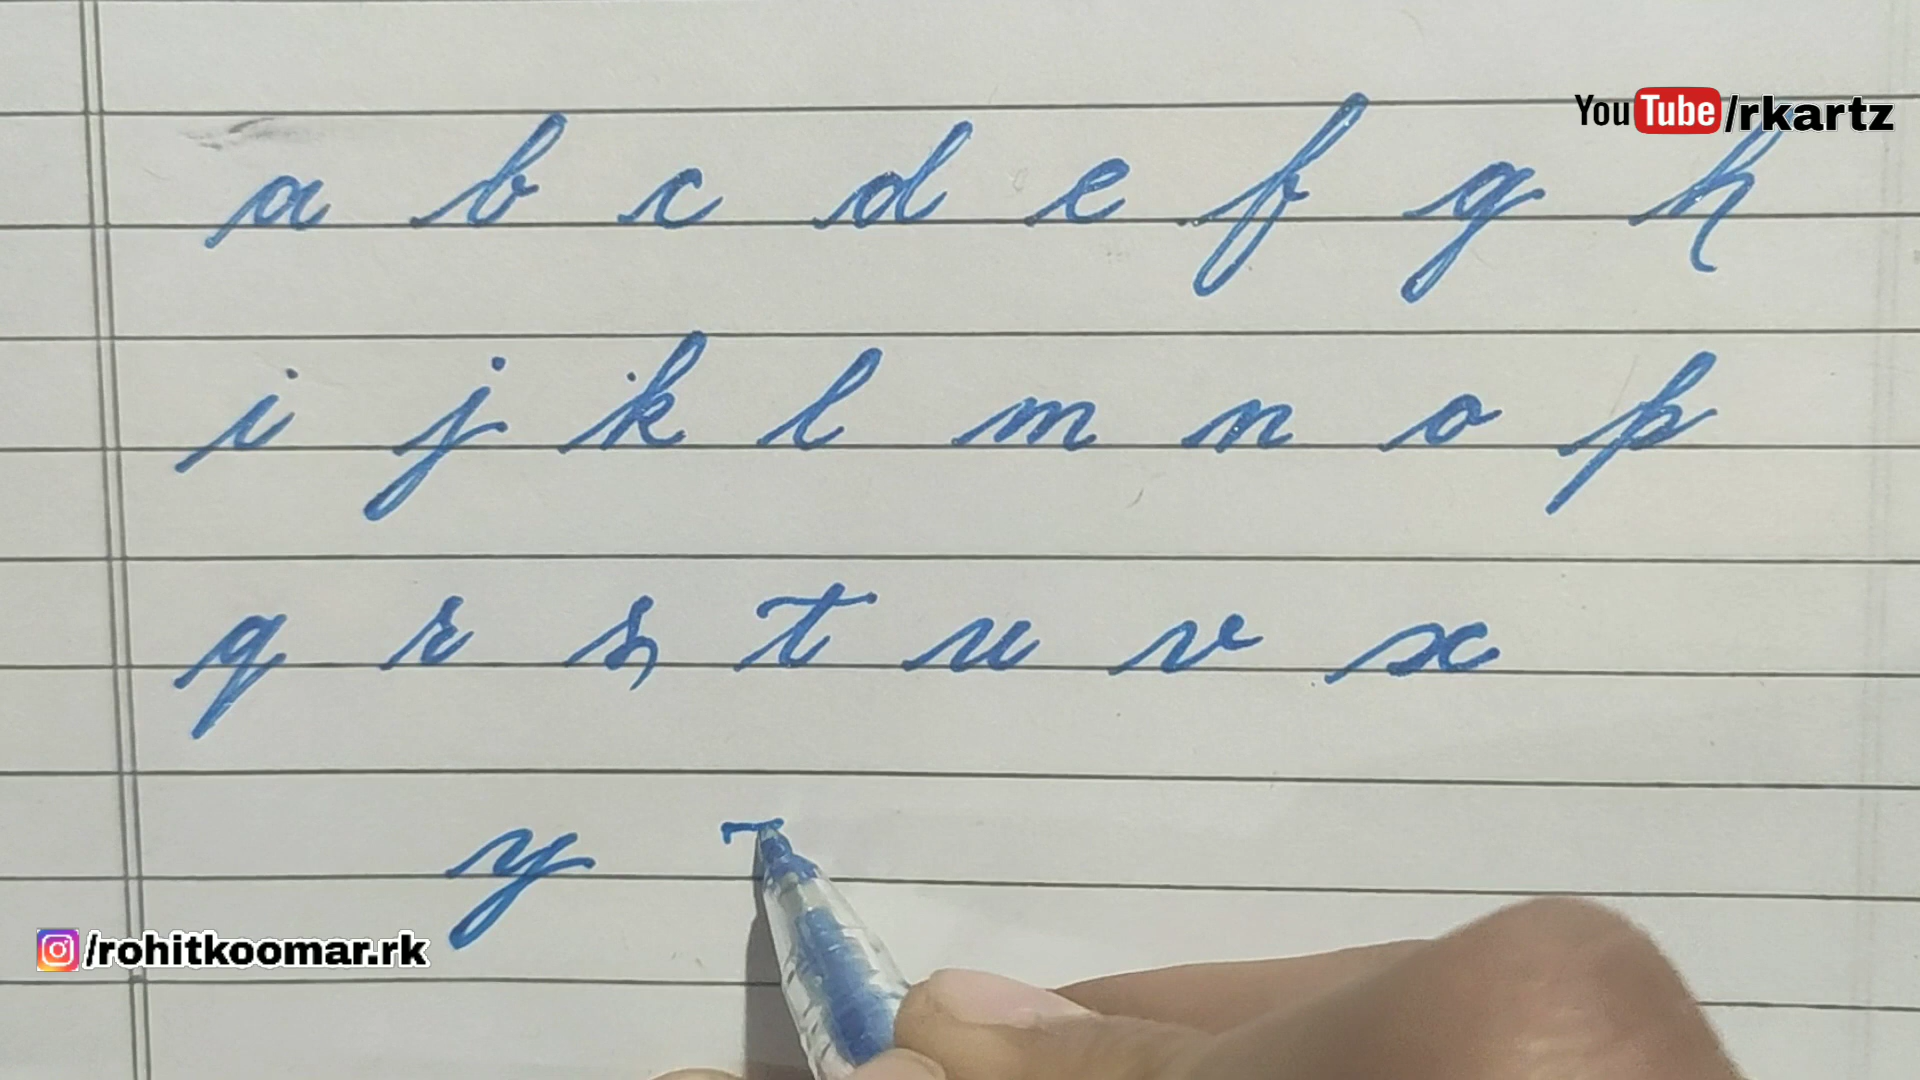 YouTube/rkartz
a b c d e f g h
i j k l m n o p
q r s t u v x
y
/rohitkoomar.rk